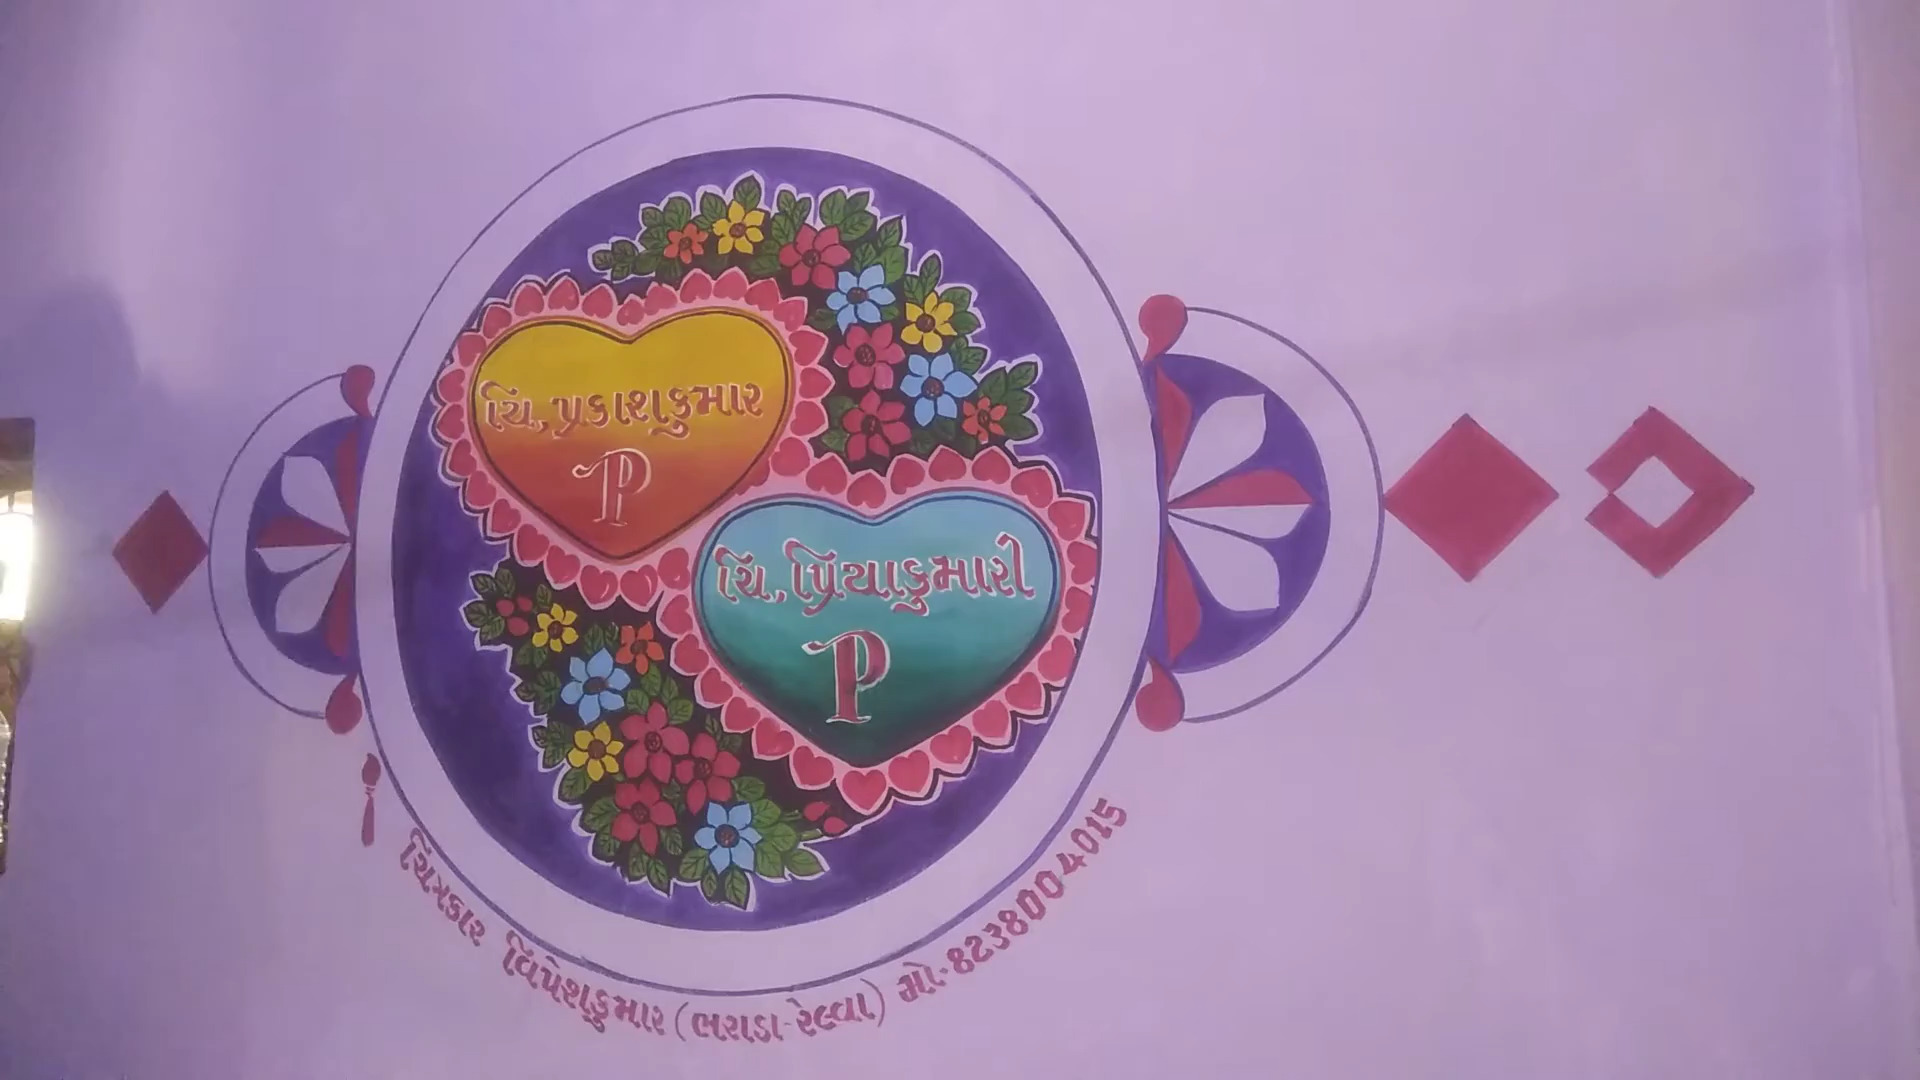 ચિ. પ્રકાશકુમાર
P
ચિ. પ્રિયાકુમારી
P
ચિત્રકાર વિપેશકુમાર (ભરાડા-રેલ્વા) મો-8238004015